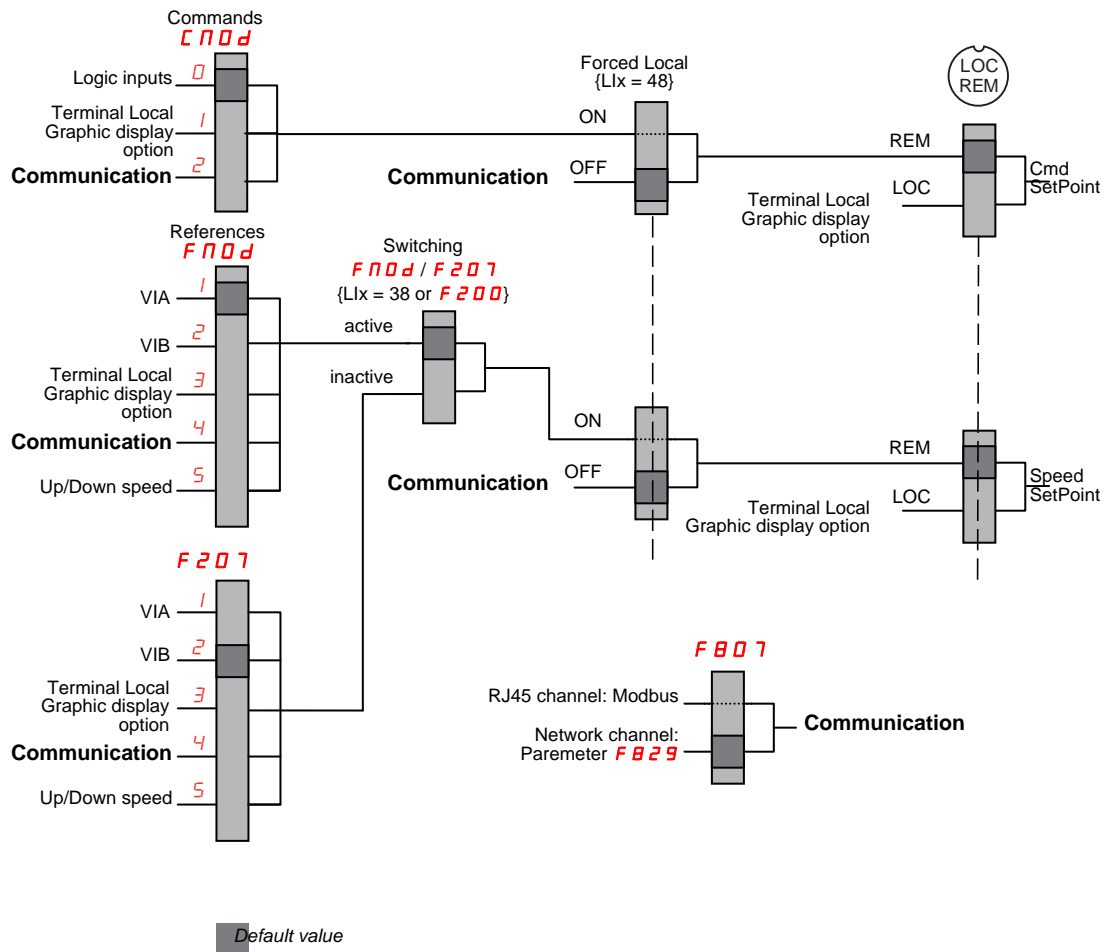 Commands
CMOd
Logic inputs
0
Terminal Local
Graphic display
option
1
Communication
2
Forced Local
{LIx = 48}
ON
Communication
OFF
LOC
REM
REM
Terminal Local
Graphic display
option
LOC
Cmd
SetPoint
References
FMOd
VIA
1
VIB
2
Terminal Local
Graphic display
option
3
Communication
4
Up/Down speed
5
Switching
FMOd / F207
{LIx = 38 or F200}
active
inactive
ON
Communication
OFF
REM
Terminal Local
Graphic display option
LOC
Speed
SetPoint
F207
VIA
1
VIB
2
Terminal Local
Graphic display
option
3
Communication
4
Up/Down speed
5
F807
RJ45 channel: Modbus
Network channel:
Paremeter F829
Communication
Default value